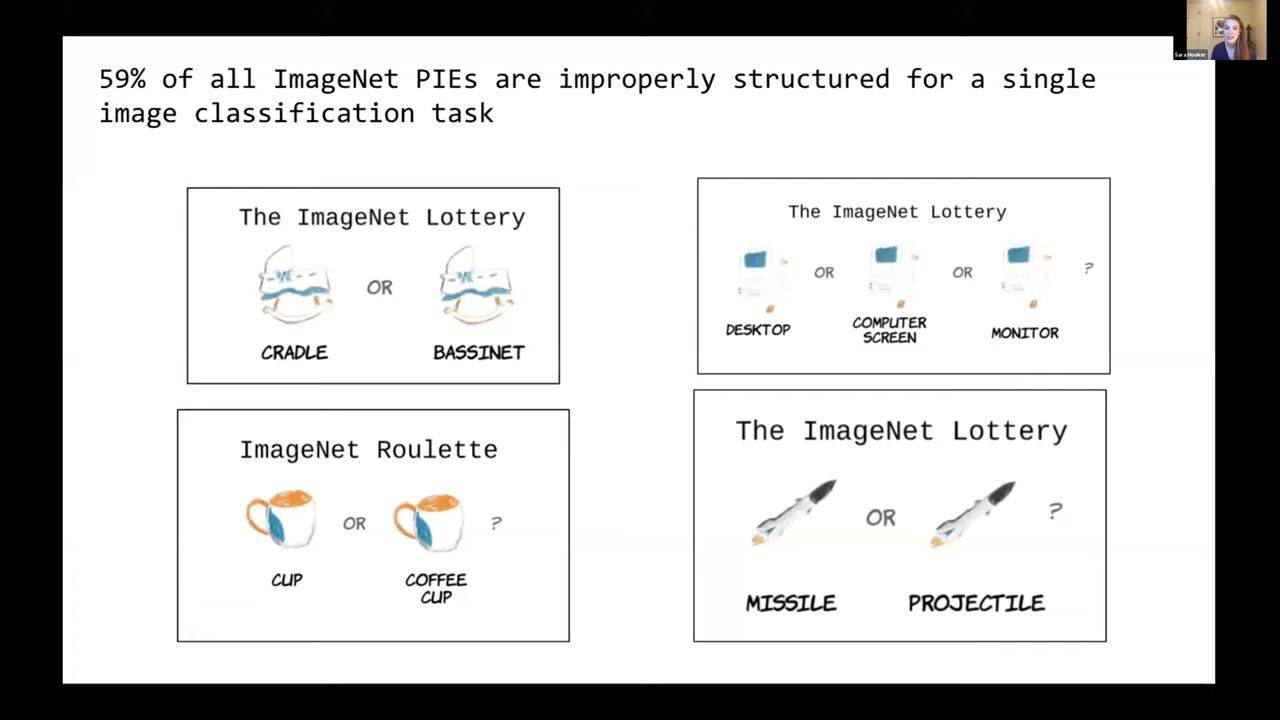 59% of all ImageNet PIEs are improperly structured for a single
image classification task
Sara Hooker
The ImageNet Lottery
OR
CRADLE
BASSINET
The ImageNet Lottery
OR
OR
?
DESKTOP
COMPUTER
SCREEN
MONITOR
ImageNet Roulette
OR
?
CUP
COFFEE
CUP
The ImageNet Lottery
OR
?
MISSILE
PROJECTILE